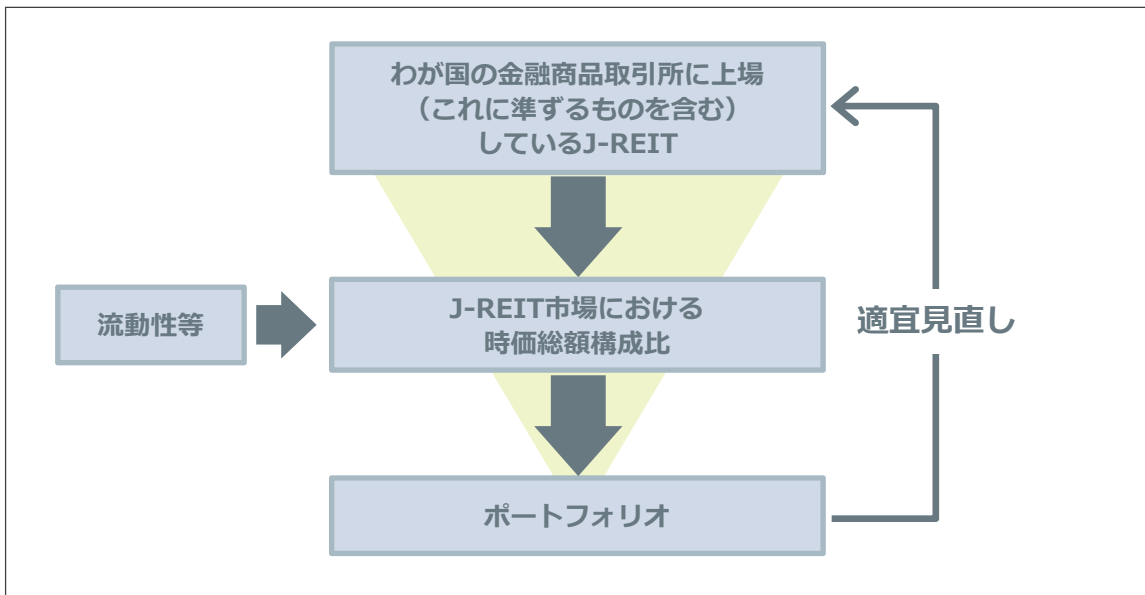 わが国の金融商品取引所に上場
（これに準ずるものを含む）
しているJ-REIT
流動性等
J-REIT市場における
時価総額構成比
適宜見直し
ポートフォリオ